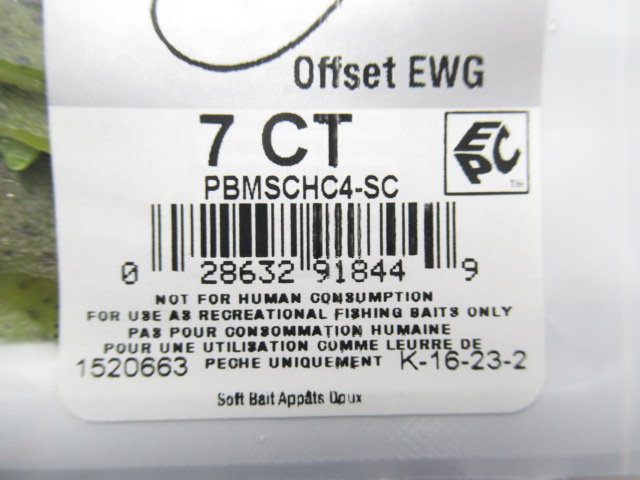 Offset EWG
7 CT
EPC
PBMSCHC4-SC
0 28632 91844 9
NOT FOR HUMAN CONSUMPTION
FOR USE AS RECREATIONAL FISHING BAITS ONLY
PAS POUR CONSOMMATION HUMAINE
POUR UNE UTILISATION COMME LEURRE DE
1520663 PECHE UNIQUEMENT K-16-23-2
Soft Bait Appâts Doux